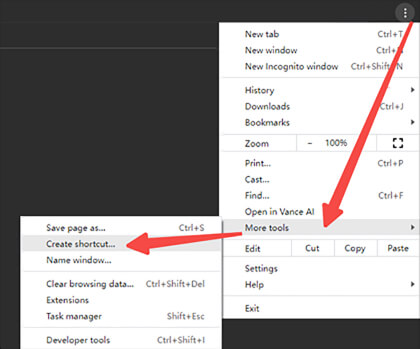 New tab Ctrl+T
New window
New Incognito window Ctrl+Shift+N
History
Downloads Ctrl+J
Bookmarks
Zoom - 100%
Print... Ctrl+P
Cast...
Find... Ctrl+F
Open in Vance AI
More tools
Edit Cut Copy Paste
Settings
Help
Exit
Save page as... Ctrl+S
Create shortcut...
Name window...
Clear browsing data... Ctrl+Shift+Del
Extensions
Task manager Shift+Esc
Developer tools Ctrl+Shift+I